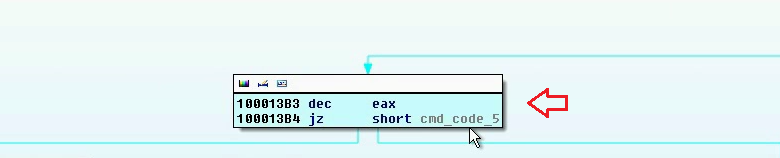 100013B3 dec eax
100013B4 jz short cmd_code_5